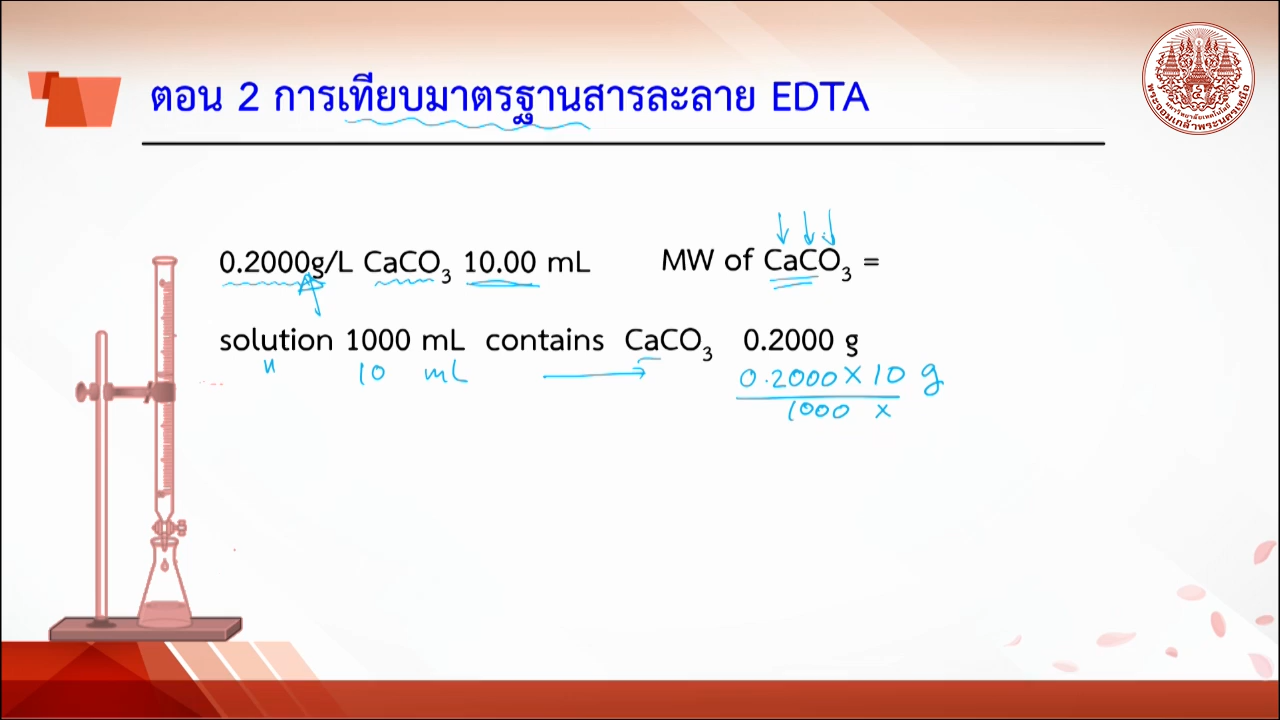 ตอน 2 การเทียบมาตรฐานสารละลาย EDTA
0.2000g/L CaCO₃ 10.00 mL MW of CaCO₃ =
solution 1000 mL contains CaCO₃ 0.2000 g
" 10 mL → 0.2000 × 10 g
1000 ×